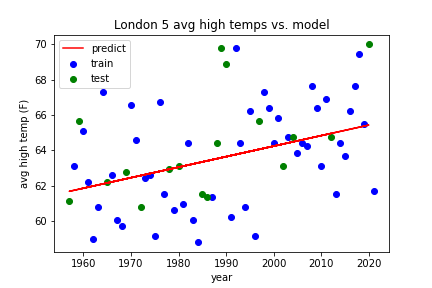 London 5 avg high temps vs. model
predict
train
test
avg high temp (F)
70
68
66
64
62
60
1960
1970
1980
1990
2000
2010
2020
year